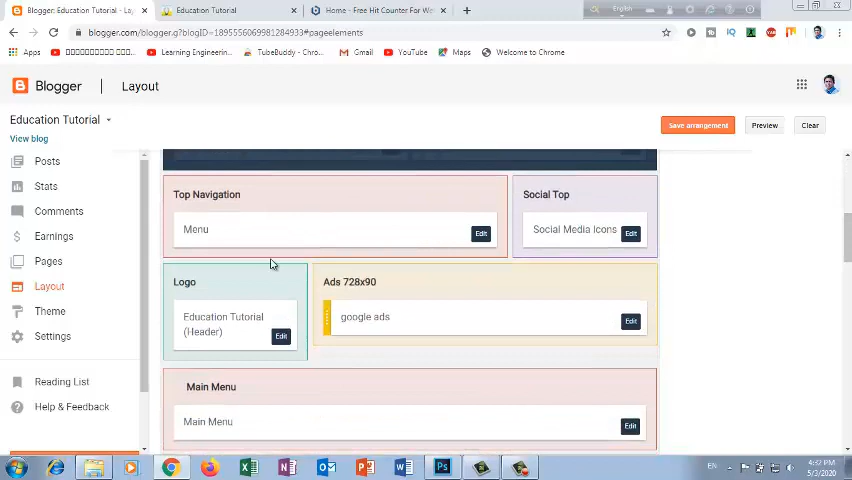 Blogger: Education Tutorial - Lay
Education Tutorial
Home - Free Hit Counter For We
English
blogger.com/blogger.g?blogID=1895556069981284933#pageelements
Apps
Learning Engineerin...
TubeBuddy - Chro...
Gmail
YouTube
Maps
Welcome to Chrome
Blogger
Layout
Education Tutorial
View blog
Save arrangement
Preview
Clear
Posts
Stats
Comments
Earnings
Pages
Layout
Theme
Settings
Reading List
Help & Feedback
Top Navigation
Menu
Edit
Social Top
Social Media Icons
Edit
Logo
Education Tutorial
(Header)
Edit
Ads 728x90
google ads
Edit
Main Menu
Main Menu
Edit
EN
4:32 PM
5/3/2020